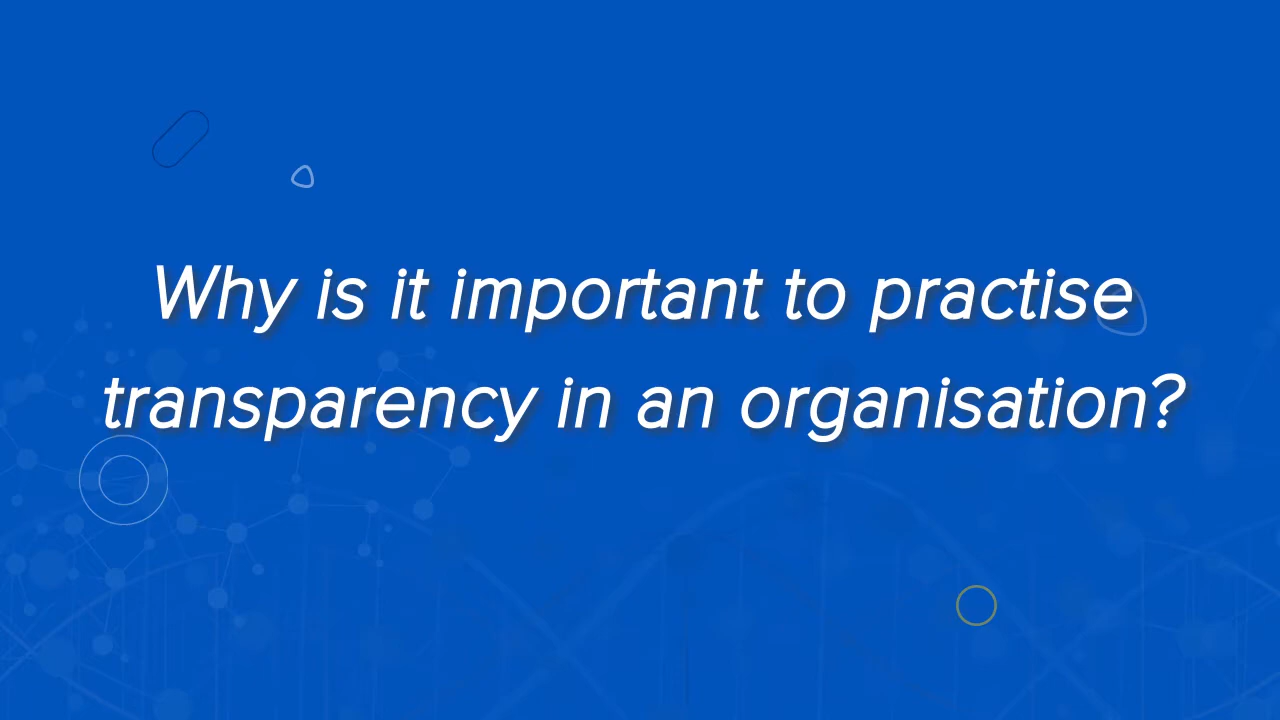 Why is it important to practise
transparency in an organisation?